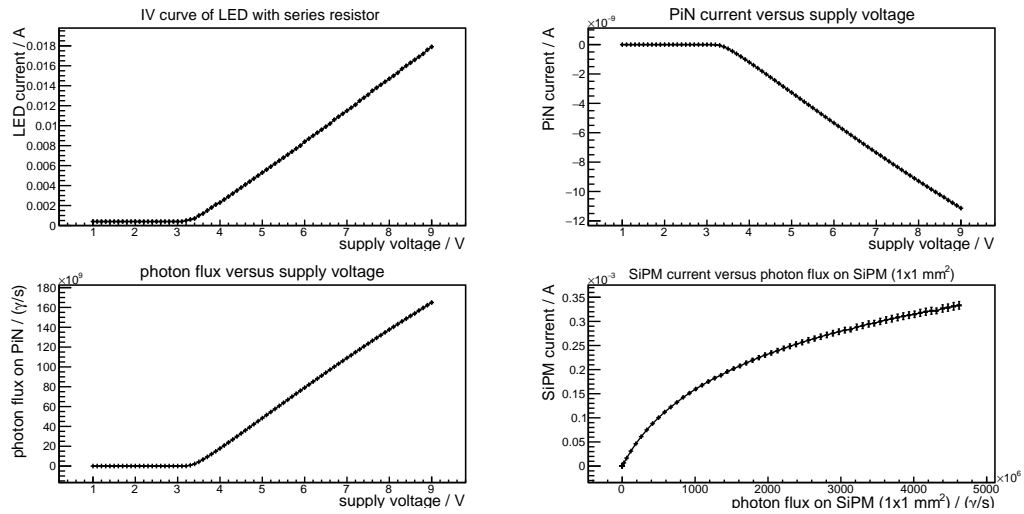 IV curve of LED with series resistor
LED current / A
0.018
0.016
0.014
0.012
0.01
0.008
0.006
0.004
0.002
0
1 2 3 4 5 6 7 8 9
supply voltage / V
PiN current versus supply voltage
×10⁻⁹
PiN current / A
0
−2
−4
−6
−8
−10
−12
1 2 3 4 5 6 7 8 9
supply voltage / V
photon flux versus supply voltage
×10⁹
photon flux on PiN / (γ/s)
180
160
140
120
100
80
60
40
20
0
1 2 3 4 5 6 7 8 9
supply voltage / V
SiPM current versus photon flux on SiPM (1x1 mm²)
×10⁻³
SiPM current / A
0.35
0.3
0.25
0.2
0.15
0.1
0.05
0
0 1000 2000 3000 4000 5000
×10⁶
photon flux on SiPM (1x1 mm²) / (γ/s)